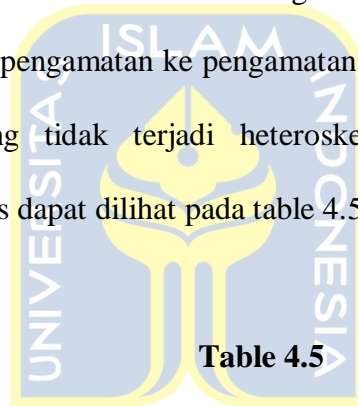 pengamatan ke pengamatan
ng tidak terjadi heteroske
s dapat dilihat pada table 4.5
Table 4.5
UNIVERSITAS ISLAM INDONESIA